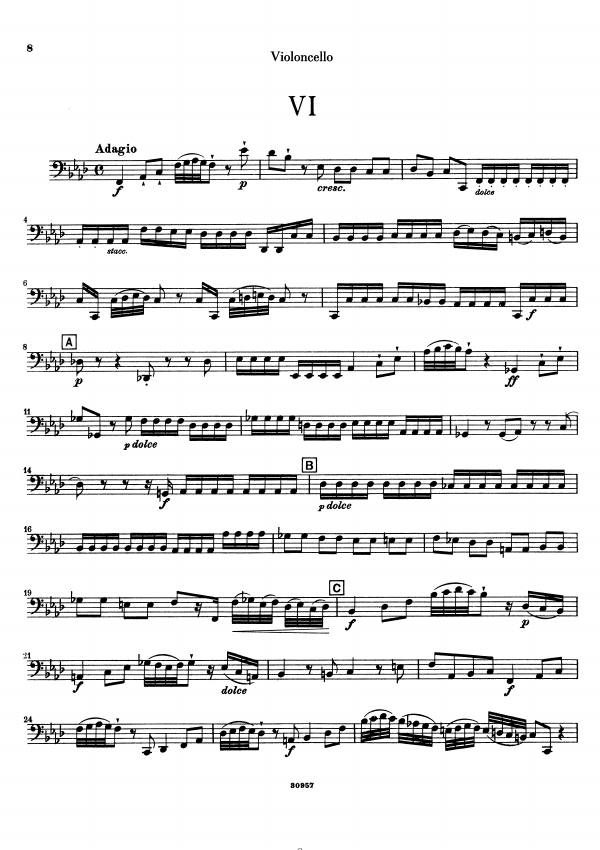 8
Violoncello
VI
Adagio
f
p
cresc.
dolce
4
stacc.
6
f
8
A
p
ff
11
p dolce
14
B
p dolce
16
19
C
f
p
21
f
dolce
f
24
f
30957